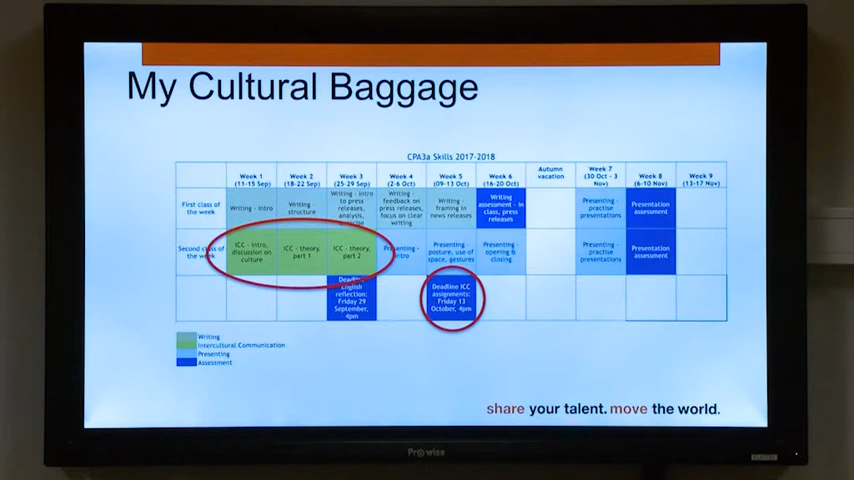 My Cultural Baggage
CPA3a Skills 2017-2018
Week 1
(11-15 Sep)
Week 2
(18-22 Sep)
Week 3
(25-29 Sep)
Week 4
(2-6 Oct)
Week 5
(09-13 Oct)
Week 6
(16-20 Oct)
Autumn
vacation
Week 7
(30 Oct - 3
Nov)
Week 8
(6-10 Nov)
Week 9
(13-17 Nov)
First class of
the week
Writing - intro
Writing -
structure
Writing - intro
to press
releases,
analysis,
exercise
Writing -
feedback on
press releases,
focus on clear
writing
Writing -
framing in
news releases
Writing
assessment - in
class, press
releases
Presenting -
practise
presentations
Presentation
assessment
Second class of
the week
ICC - intro,
discussion on
culture
ICC - theory,
part 1
ICC - theory,
part 2
Presenting -
intro
Presenting -
posture, use of
space, gestures
Presenting -
opening &
closing
Presenting -
practise
presentations
Presentation
assessment
Deadline
English
reflection:
Friday 29
September,
4pm
Deadline ICC
assignments:
Friday 13
October, 4pm
Writing
Intercultural Communication
Presenting
Assessment
share your talent. move the world.
Prowise